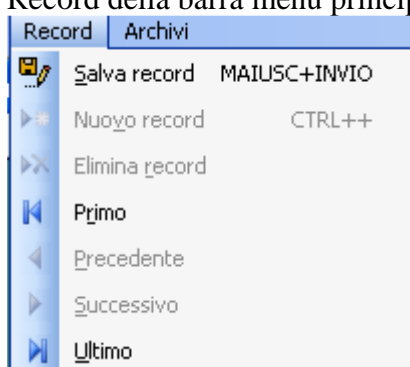 Record della barra menu princip
Record Archivi
Salva record MAIUSC+INVIO
Nuovo record CTRL++
Elimina record
Primo
Precedente
Successivo
Ultimo